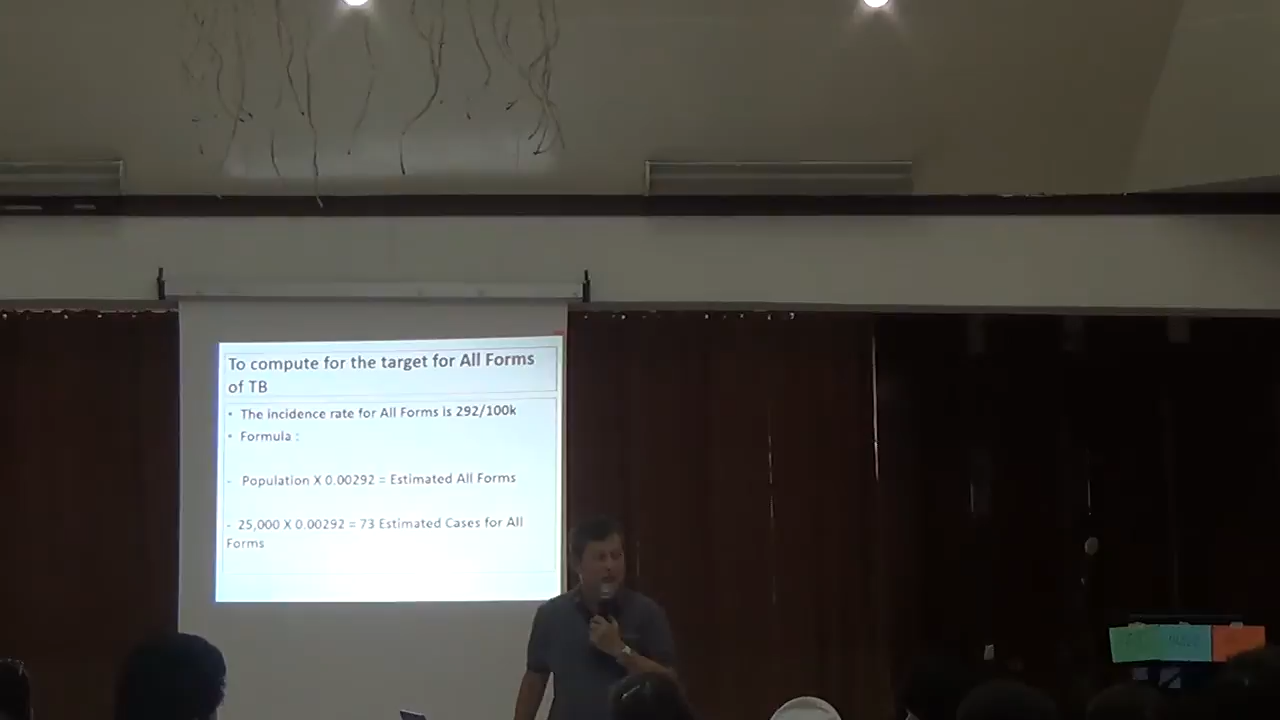 To compute for the target for All Forms
of TB
• The incidence rate for All Forms is 292/100k
• Formula :
- Population X 0.00292 = Estimated All Forms
- 25,000 X 0.00292 = 73 Estimated Cases for All
Forms